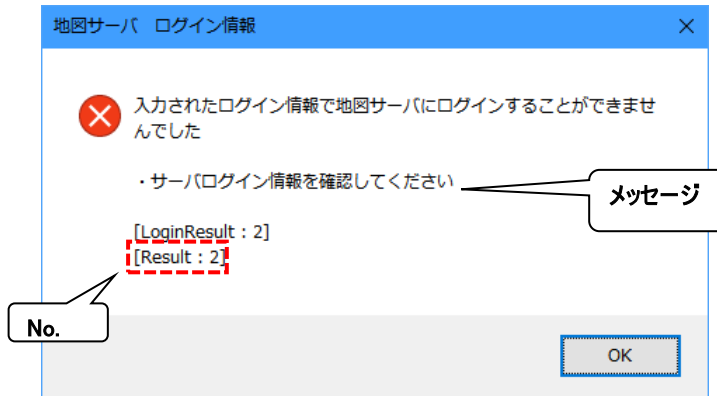 地図サーバ　ログイン情報
入力されたログイン情報で地図サーバにログインすることができませ
んでした
・サーバログイン情報を確認してください
メッセージ
[LoginResult : 2]
[Result : 2]
No.
OK